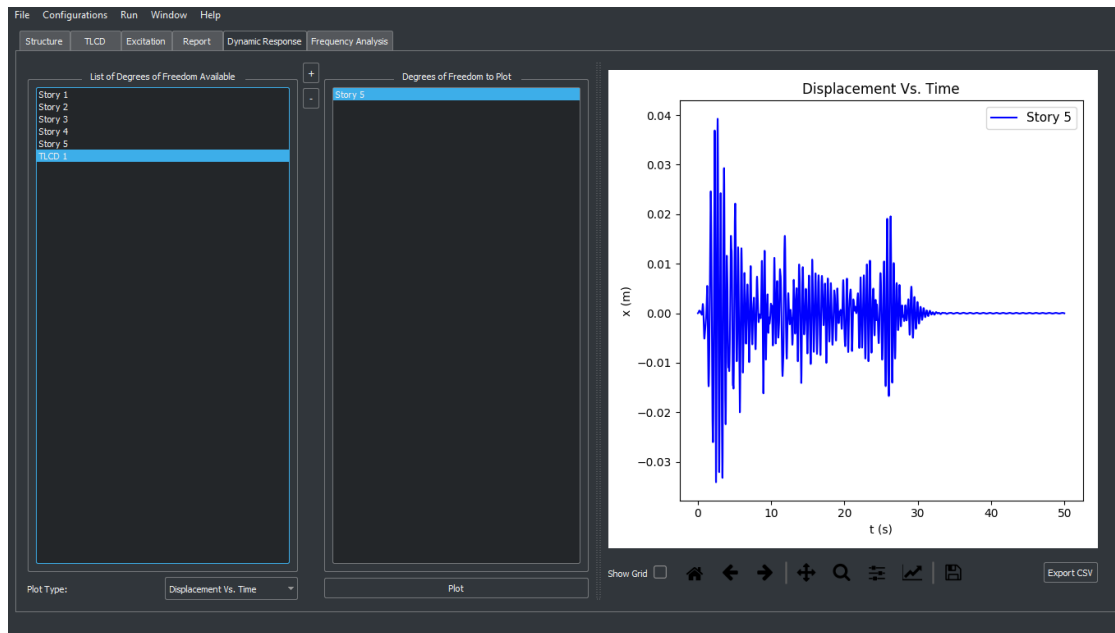 File Configurations Run Window Help
Structure TLCD Excitation Report Dynamic Response Frequency Analysis
List of Degrees of Freedom Available
Story 1
Story 2
Story 3
Story 4
Story 5
TLCD 1
+
-
Degrees of Freedom to Plot
Story 5
Displacement Vs. Time
Story 5
0.04
0.03
0.02
0.01
0.00
−0.01
−0.02
−0.03
x (m)
0 10 20 30 40 50
t (s)
Plot Type: Displacement Vs. Time
Plot
Show Grid
Export CSV